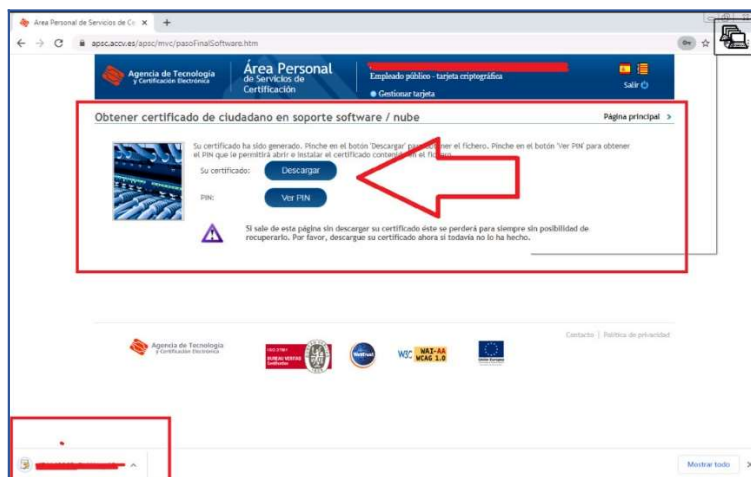 Area Personal de Servicios de Ce
apsc.accv.es/apsc/mvc/pasoFinalSoftware.htm
Agencia de Tecnología
y Certificación Electrónica
Área Personal
de Servicios de
Certificación
Empleado público - tarjeta criptográfica
Gestionar tarjeta
Salir
Obtener certificado de ciudadano en soporte software / nube
Página principal >
Su certificado ha sido generado. Pinche en el botón 'Descargar' para obtener el fichero. Pinche en el botón 'Ver PIN' para obtener
el PIN que le permitirá abrir e instalar el certificado contenido en el fichero.
Su certificado:
Descargar
PIN:
Ver PIN
Si sale de esta página sin descargar su certificado éste se perderá para siempre sin posibilidad de
recuperarlo. Por favor, descargue su certificado ahora si todavía no lo ha hecho.
Contacto | Política de privacidad
Agencia de Tecnología
y Certificación Electrónica
BUREAU VERITAS
Certification
WebTrust
W3C WAI-AA
WCAG 1.0
Mostrar todo